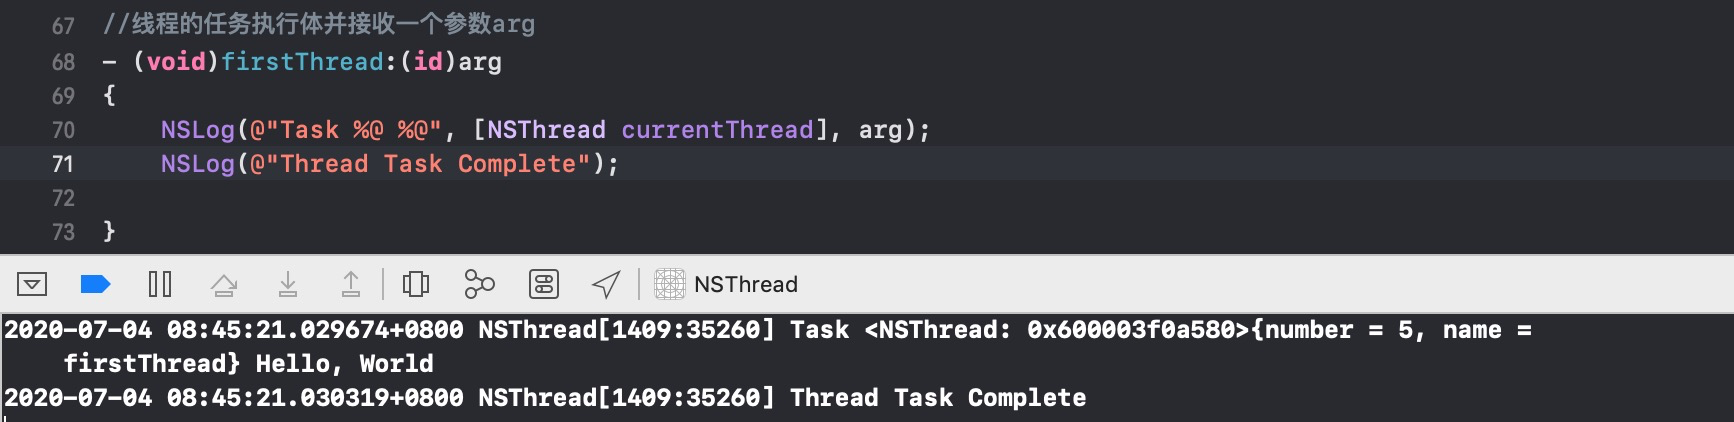 67 //线程的任务执行体并接收一个参数arg
68 - (void)firstThread:(id)arg
69 {
70 NSLog(@"Task %@ %@", [NSThread currentThread], arg);
71 NSLog(@"Thread Task Complete");
72
73 }
NSThread
2020-07-04 08:45:21.029674+0800 NSThread[1409:35260] Task <NSThread: 0x600003f0a580>{number = 5, name =
firstThread} Hello, World
2020-07-04 08:45:21.030319+0800 NSThread[1409:35260] Thread Task Complete